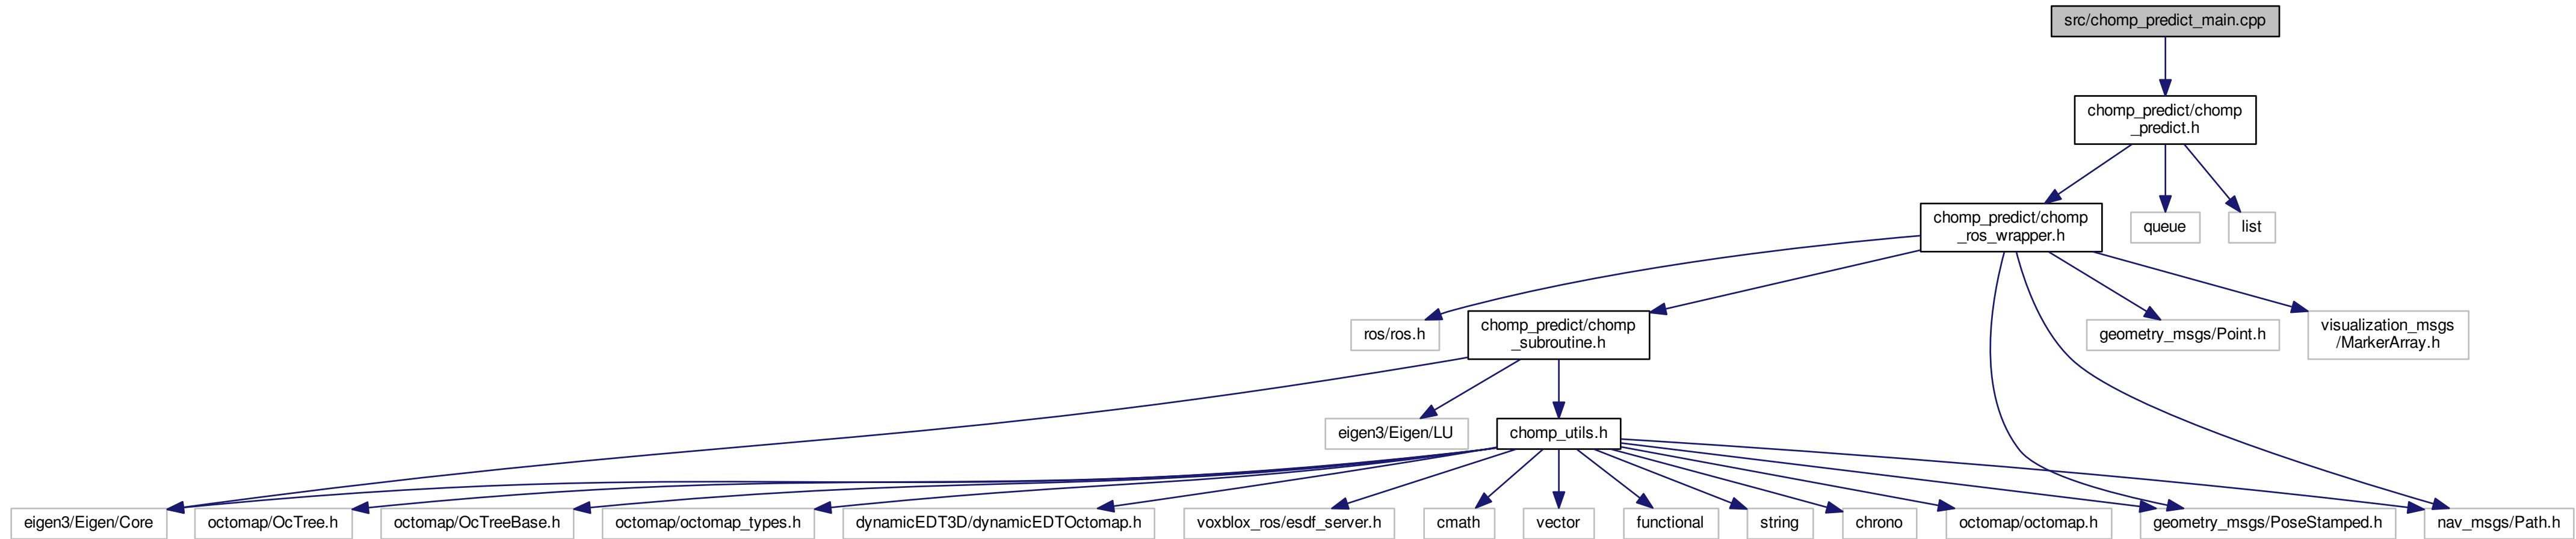 src/chomp_predict_main.cpp
chomp_predict/chomp
_predict.h
chomp_predict/chomp
_ros_wrapper.h
queue
list
ros/ros.h
chomp_predict/chomp
_subroutine.h
geometry_msgs/Point.h
visualization_msgs
/MarkerArray.h
eigen3/Eigen/LU
chomp_utils.h
eigen3/Eigen/Core
octomap/OcTree.h
octomap/OcTreeBase.h
octomap/octomap_types.h
dynamicEDT3D/dynamicEDTOctomap.h
voxblox_ros/esdf_server.h
cmath
vector
functional
string
chrono
octomap/octomap.h
geometry_msgs/PoseStamped.h
nav_msgs/Path.h